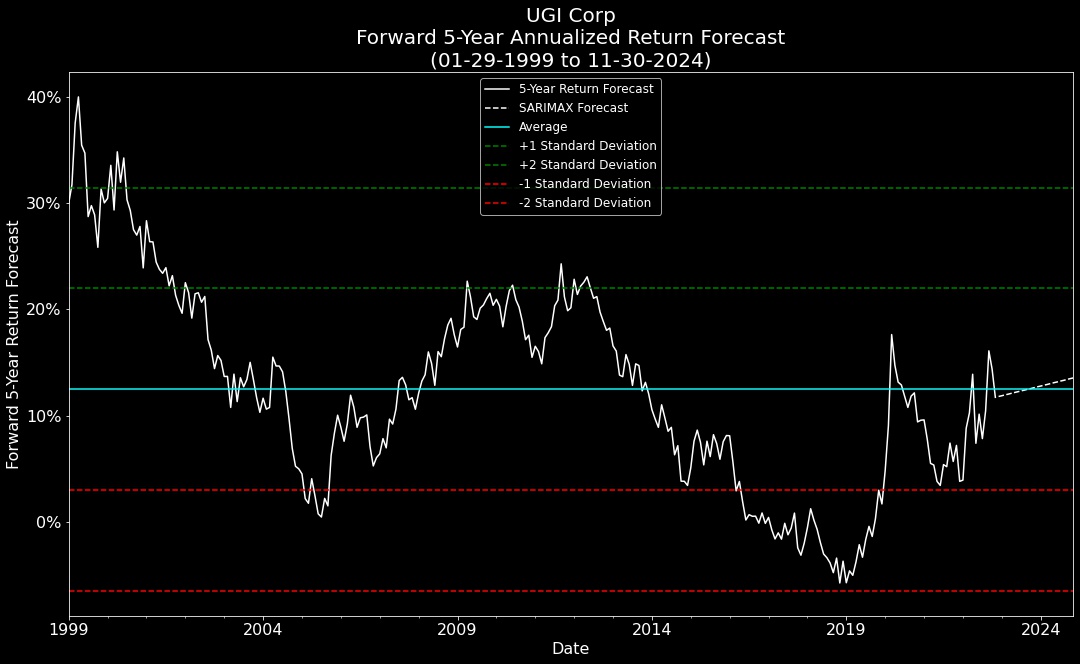 UGI Corp
Forward 5-Year Annualized Return Forecast
(01-29-1999 to 11-30-2024)
5-Year Return Forecast
SARIMAX Forecast
Average
+1 Standard Deviation
+2 Standard Deviation
-1 Standard Deviation
-2 Standard Deviation
Forward 5-Year Return Forecast
40%
30%
20%
10%
0%
1999 2004 2009 2014 2019 2024
Date